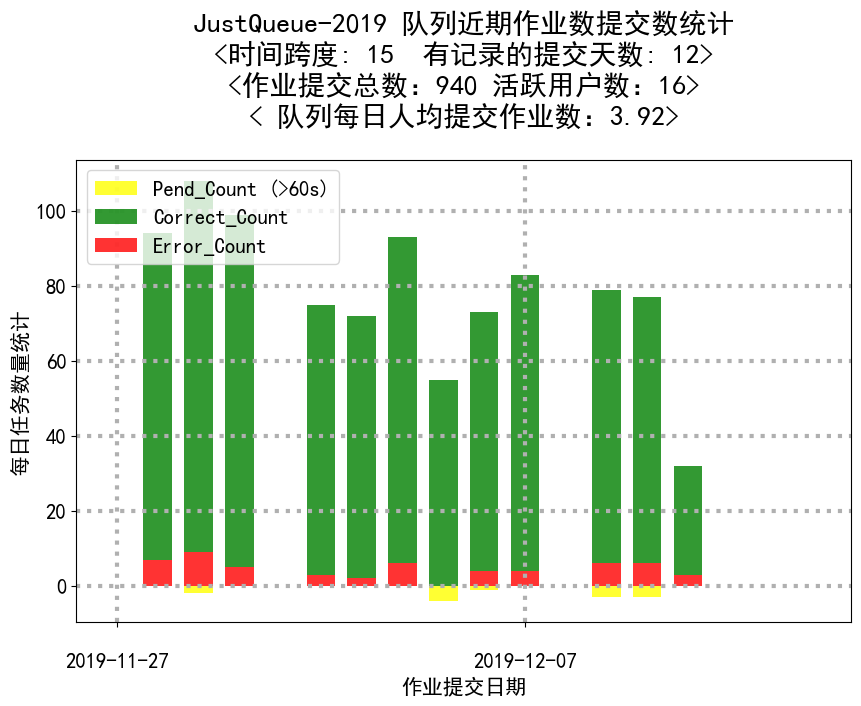 JustQueue-2019 队列近期作业数提交数统计
<时间跨度: 15  有记录的提交天数: 12>
<作业提交总数：940 活跃用户数：16>
< 队列每日人均提交作业数：3.92>
Pend_Count (>60s)
Correct_Count
Error_Count
100
80
60
40
20
0
每日任务数量统计
2019-11-27
2019-12-07
作业提交日期